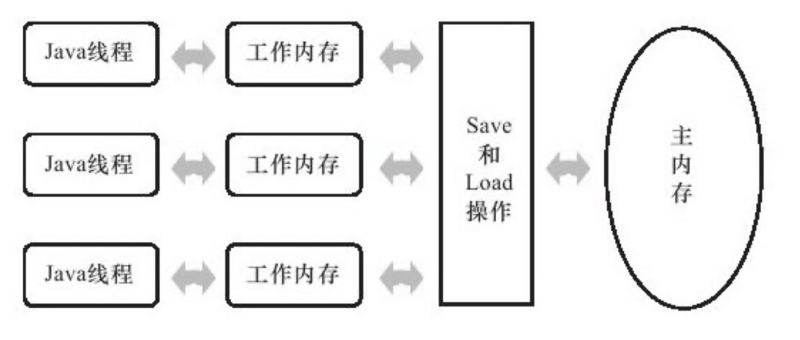 Java线程
工作内存
Java线程
工作内存
Java线程
工作内存
Save
和
Load
操作
主
内
存